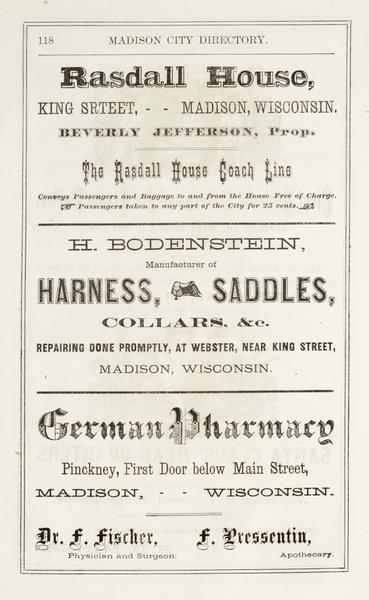 118 MADISON CITY DIRECTORY.
Rasdall House,
KING SRTEET, - - MADISON, WISCONSIN.
BEVERLY JEFFERSON, Prop.
The Rasdall House Coach Line
Conveys Passengers and Baggage to and from the House Free of Charge.
Passengers taken to any part of the City for 25 cents.
H. BODENSTEIN,
Manufacturer of
HARNESS, SADDLES,
COLLARS, &c.
REPAIRING DONE PROMPTLY, AT WEBSTER, NEAR KING STREET,
MADISON, WISCONSIN.
German Pharmacy
Pinckney, First Door below Main Street,
MADISON, - - WISCONSIN.
Dr. F. Fischer, F. Pressentin,
Physician and Surgeon. Apothecary.